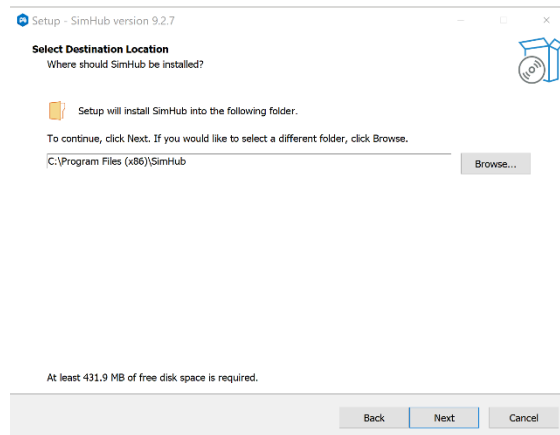 Setup - SimHub version 9.2.7
Select Destination Location
Where should SimHub be installed?
Setup will install SimHub into the following folder.
To continue, click Next. If you would like to select a different folder, click Browse.
C:\Program Files (x86)\SimHub
Browse...
At least 431.9 MB of free disk space is required.
Back
Next
Cancel